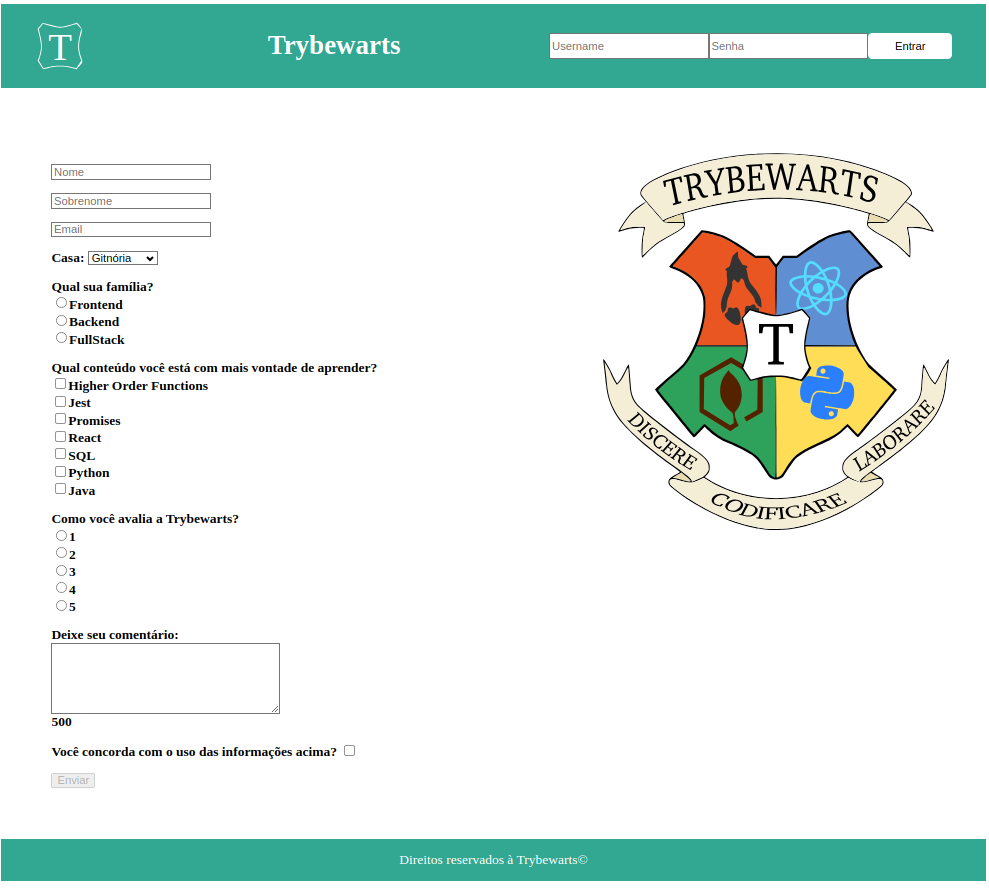 T
Trybewarts
Username
Senha
Entrar
Nome
Sobrenome
Email
Casa: Gitnória
Qual sua família?
Frontend
Backend
FullStack
Qual conteúdo você está com mais vontade de aprender?
Higher Order Functions
Jest
Promises
React
SQL
Python
Java
Como você avalia a Trybewarts?
1
2
3
4
5
Deixe seu comentário:
500
Você concorda com o uso das informações acima?
Enviar
TRYBEWARTS
T
DISCERE
CODIFICARE
LABORARE
Direitos reservados à Trybewarts©